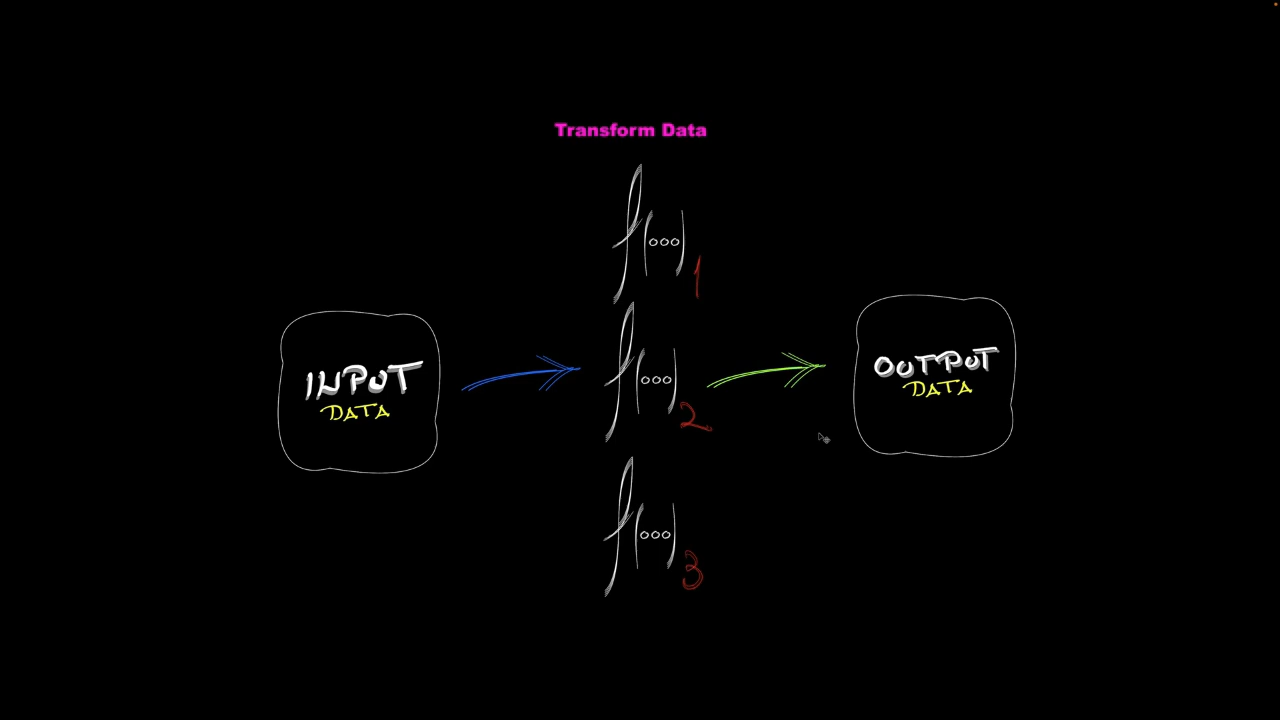 Transform Data
f(ooo) 1
INPUT
DATA
f(ooo) 2
OUTPUT
DATA
f(ooo) 3